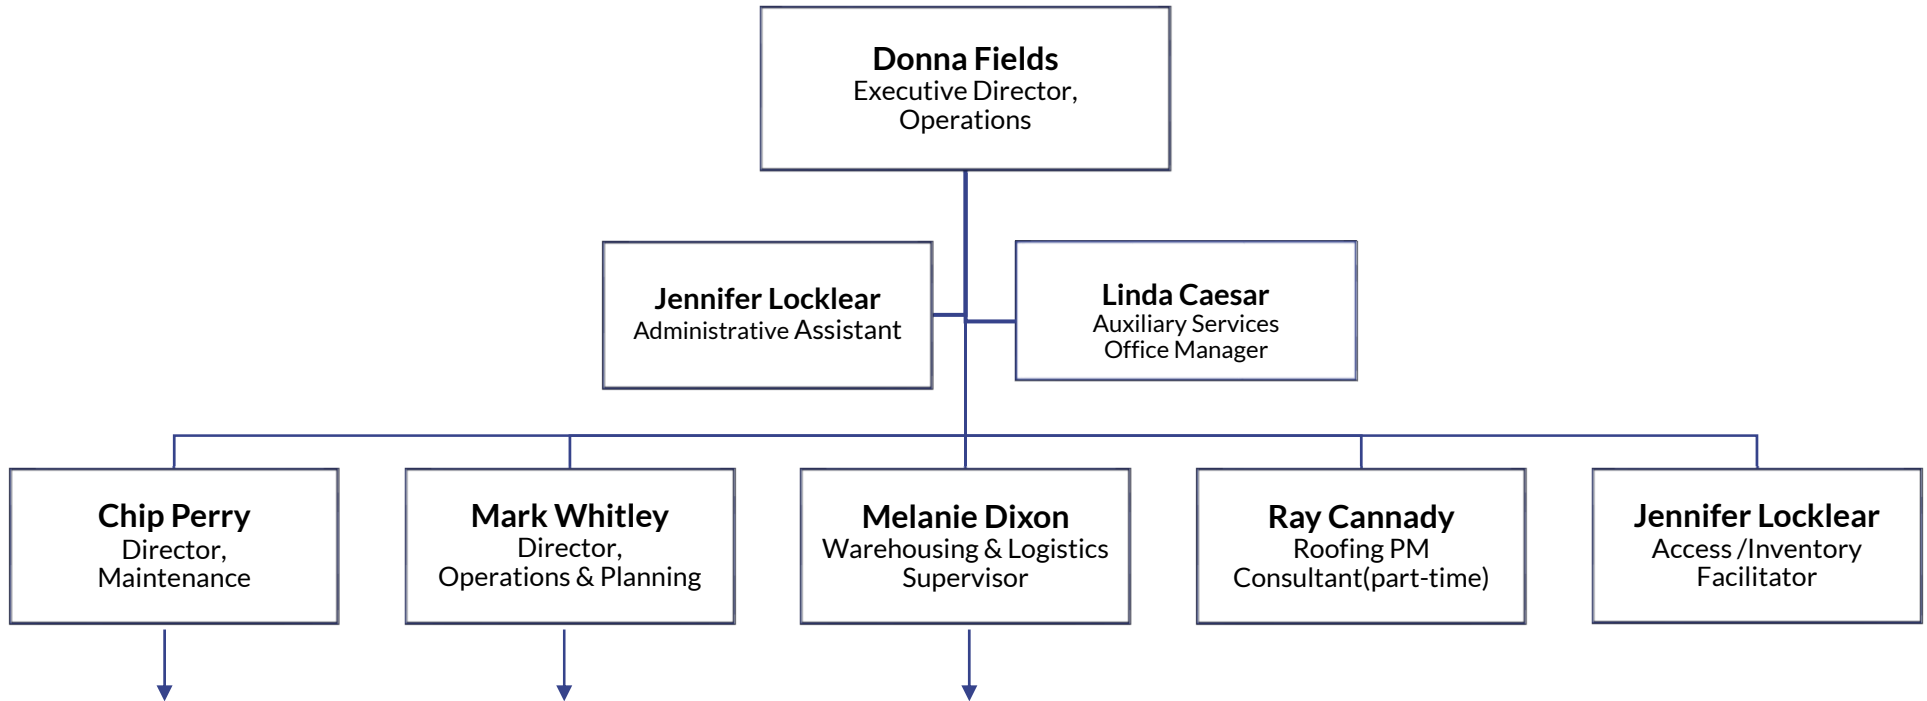 Donna Fields
Executive Director,
Operations
Jennifer Locklear
Administrative Assistant
Linda Caesar
Auxiliary Services
Office Manager
Chip Perry
Director,
Maintenance
Mark Whitley
Director,
Operations & Planning
Melanie Dixon
Warehousing & Logistics
Supervisor
Ray Cannady
Roofing PM
Consultant(part-time)
Jennifer Locklear
Access /Inventory
Facilitator